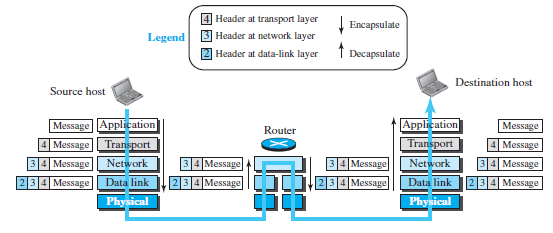 4 Header at transport layer
Encapsulate
Legend
3 Header at network layer
2 Header at data-link layer
Decapsulate
Source host
Destination host
Router
Message Application
4 Message Transport
3 4 Message Network 3 4 Message
2 3 4 Message Data link 2 3 4 Message
Physical
3 4 Message
2 3 4 Message
Application Message
Transport 4 Message
Network 3 4 Message
Data link 2 3 4 Message
Physical